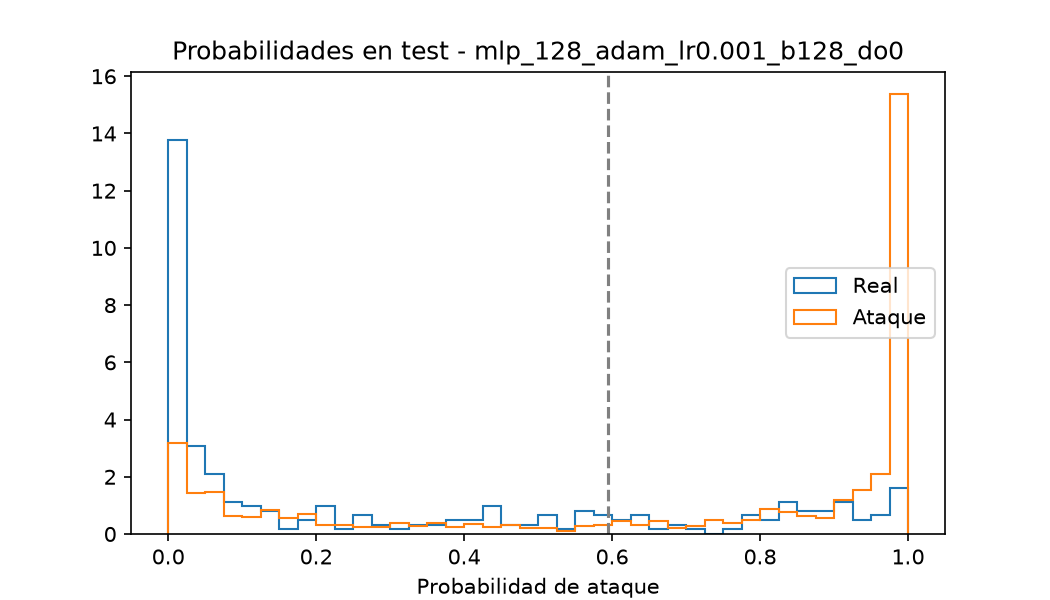 Probabilidades en test - mlp_128_adam_lr0.001_b128_do0
16
14
12
10
8
6
4
2
0
Real
Ataque
0.0 0.2 0.4 0.6 0.8 1.0
Probabilidad de ataque